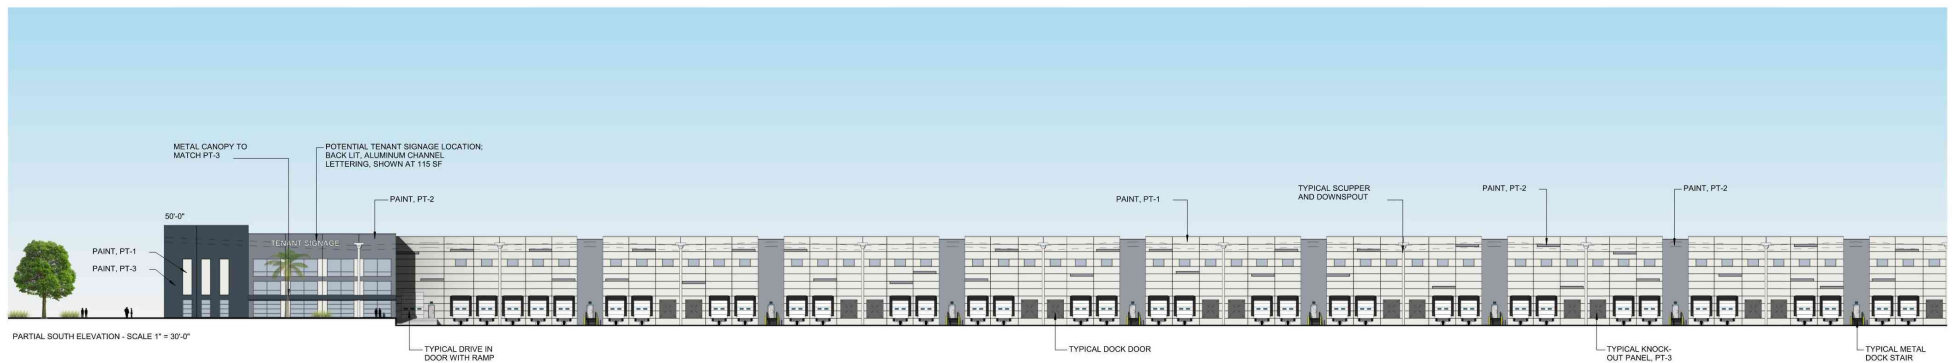 METAL CANOPY TO
MATCH PT-3
POTENTIAL TENANT SIGNAGE LOCATION;
BACK LIT, ALUMINUM CHANNEL
LETTERING, SHOWN AT 115 SF
PAINT, PT-2
PAINT, PT-1
TYPICAL SCUPPER
AND DOWNSPOUT
PAINT, PT-2
PAINT, PT-2
50'-0"
TENANT SIGNAGE
PAINT, PT-1
PAINT, PT-3
PARTIAL SOUTH ELEVATION - SCALE 1" = 30'-0"
TYPICAL DRIVE IN
DOOR WITH RAMP
TYPICAL DOCK DOOR
TYPICAL KNOCK-
OUT PANEL, PT-3
TYPICAL METAL
DOCK STAIR